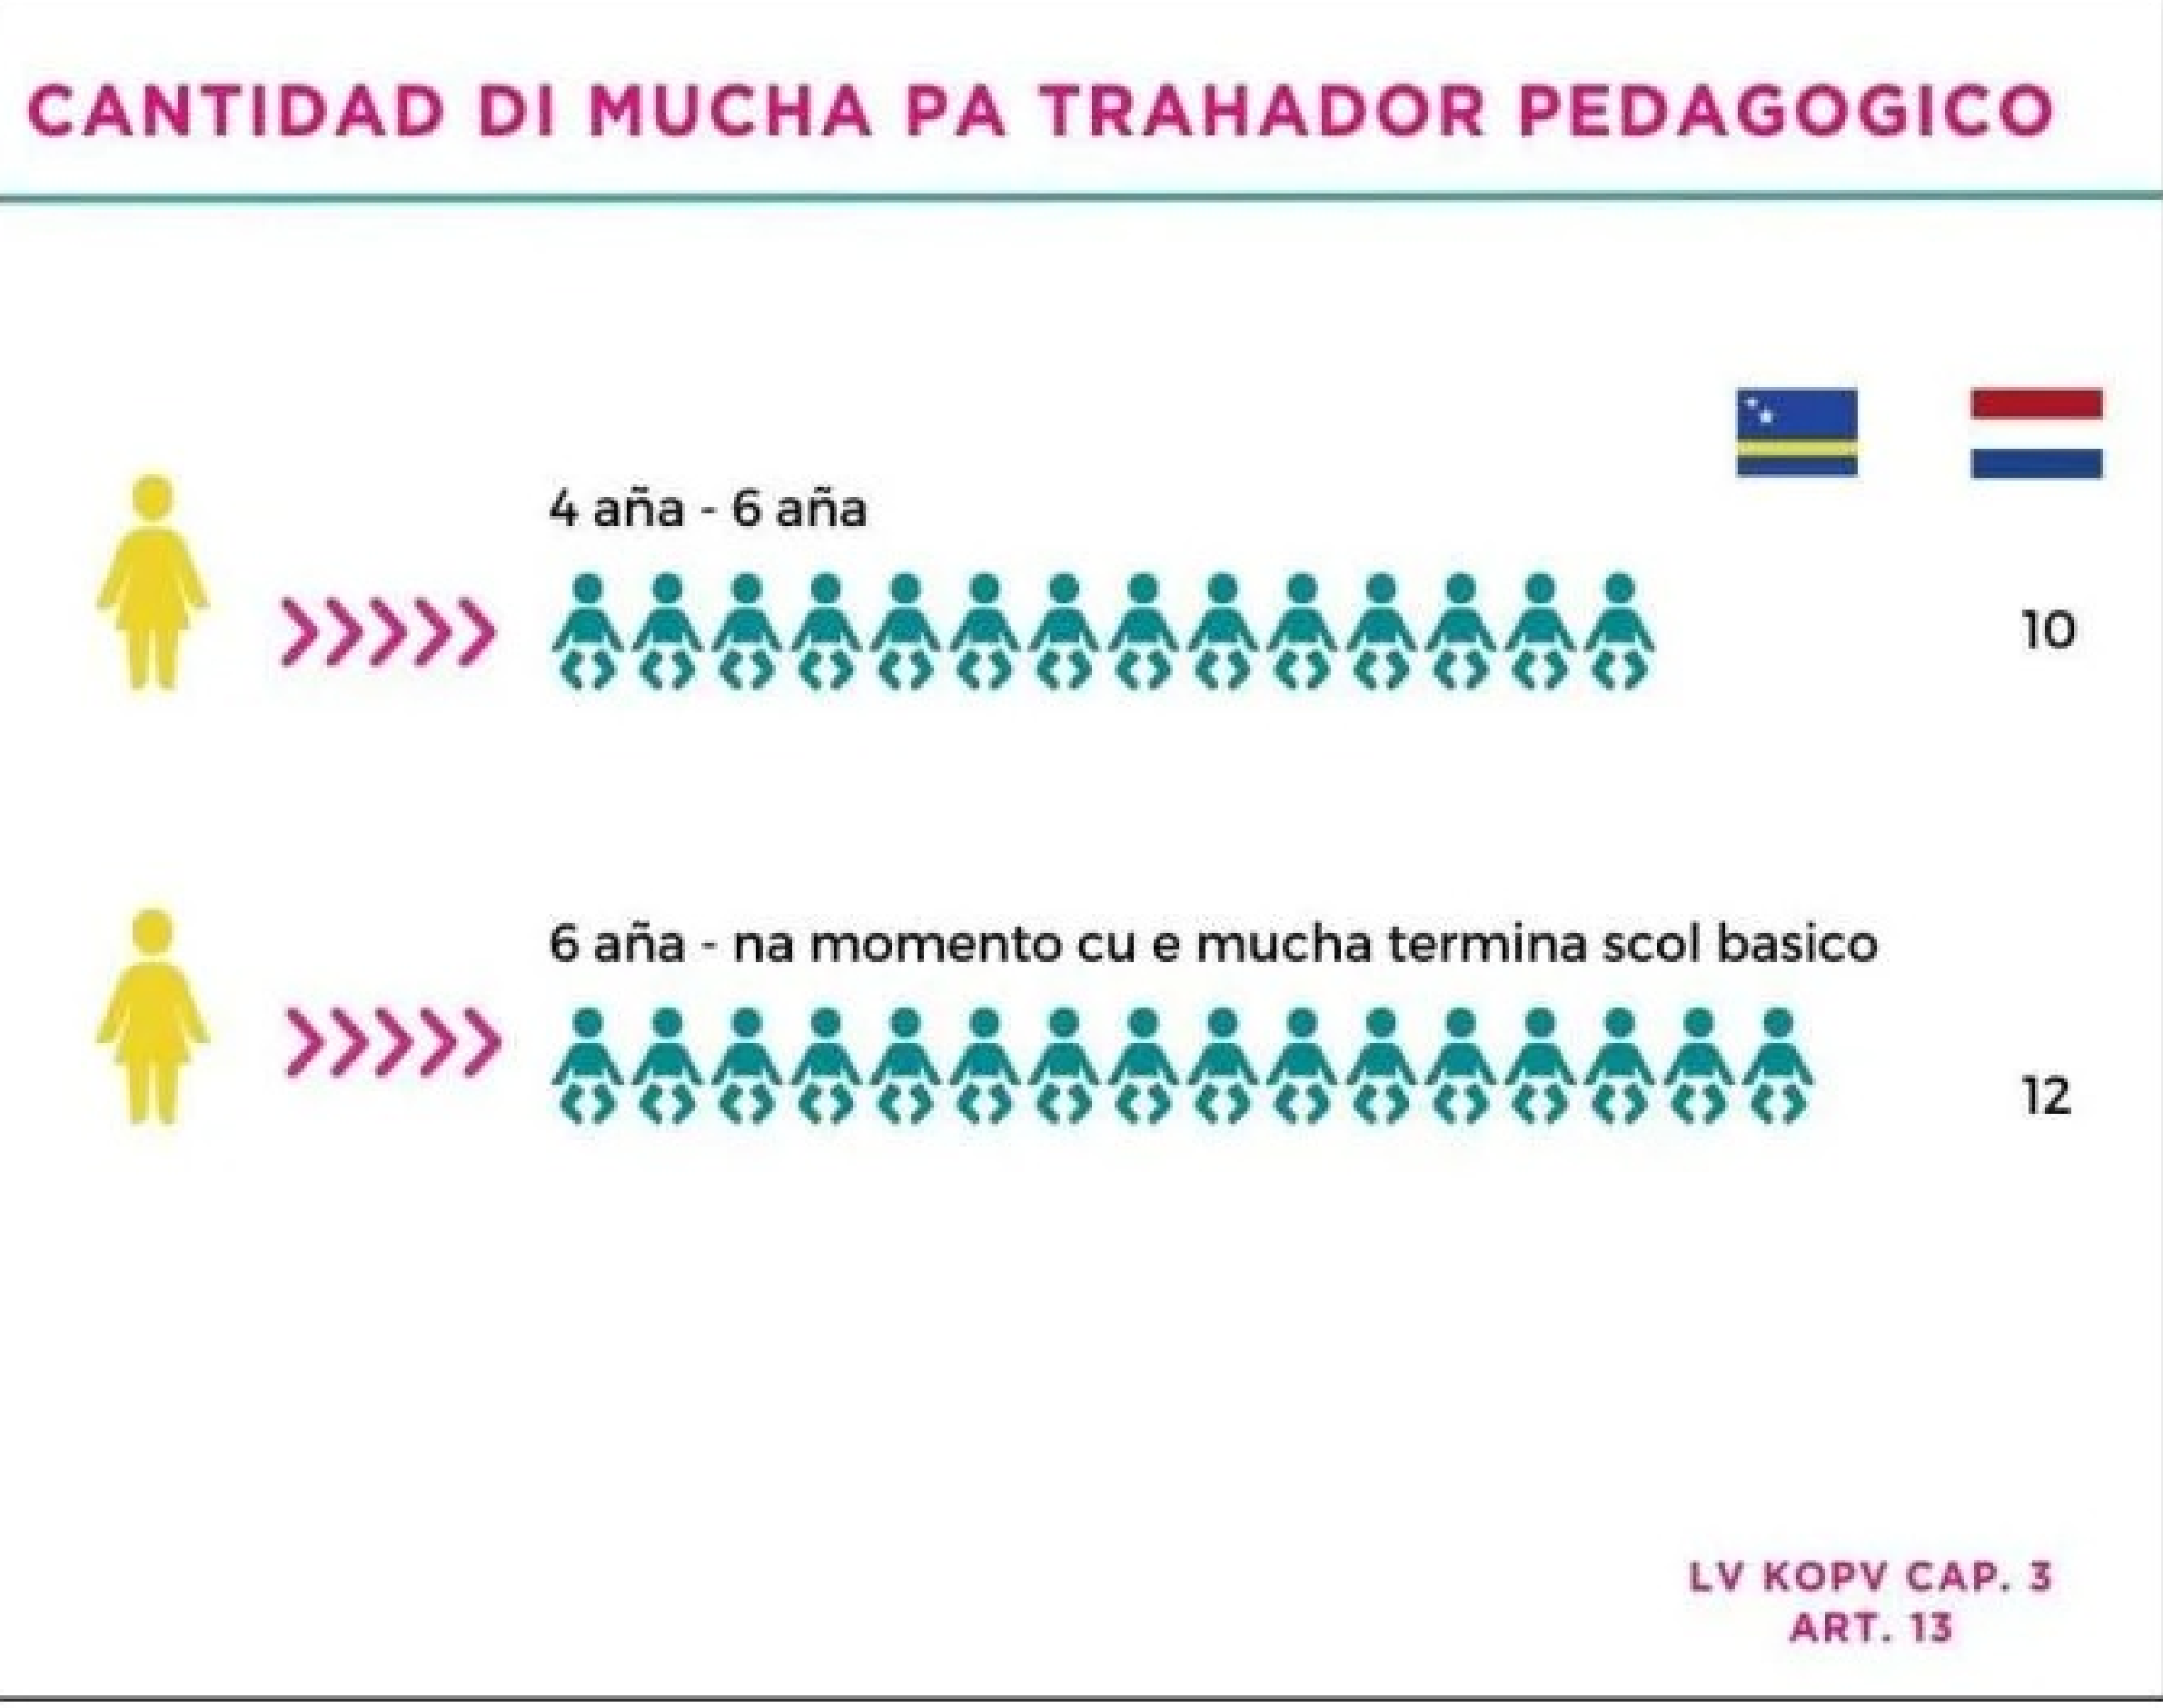 CANTIDAD DI MUCHA PA TRAHADOR PEDAGOGICO
4 aña - 6 aña
10
6 aña - na momento cu e mucha termina scol basico
12
LV KOPV CAP. 3
ART. 13